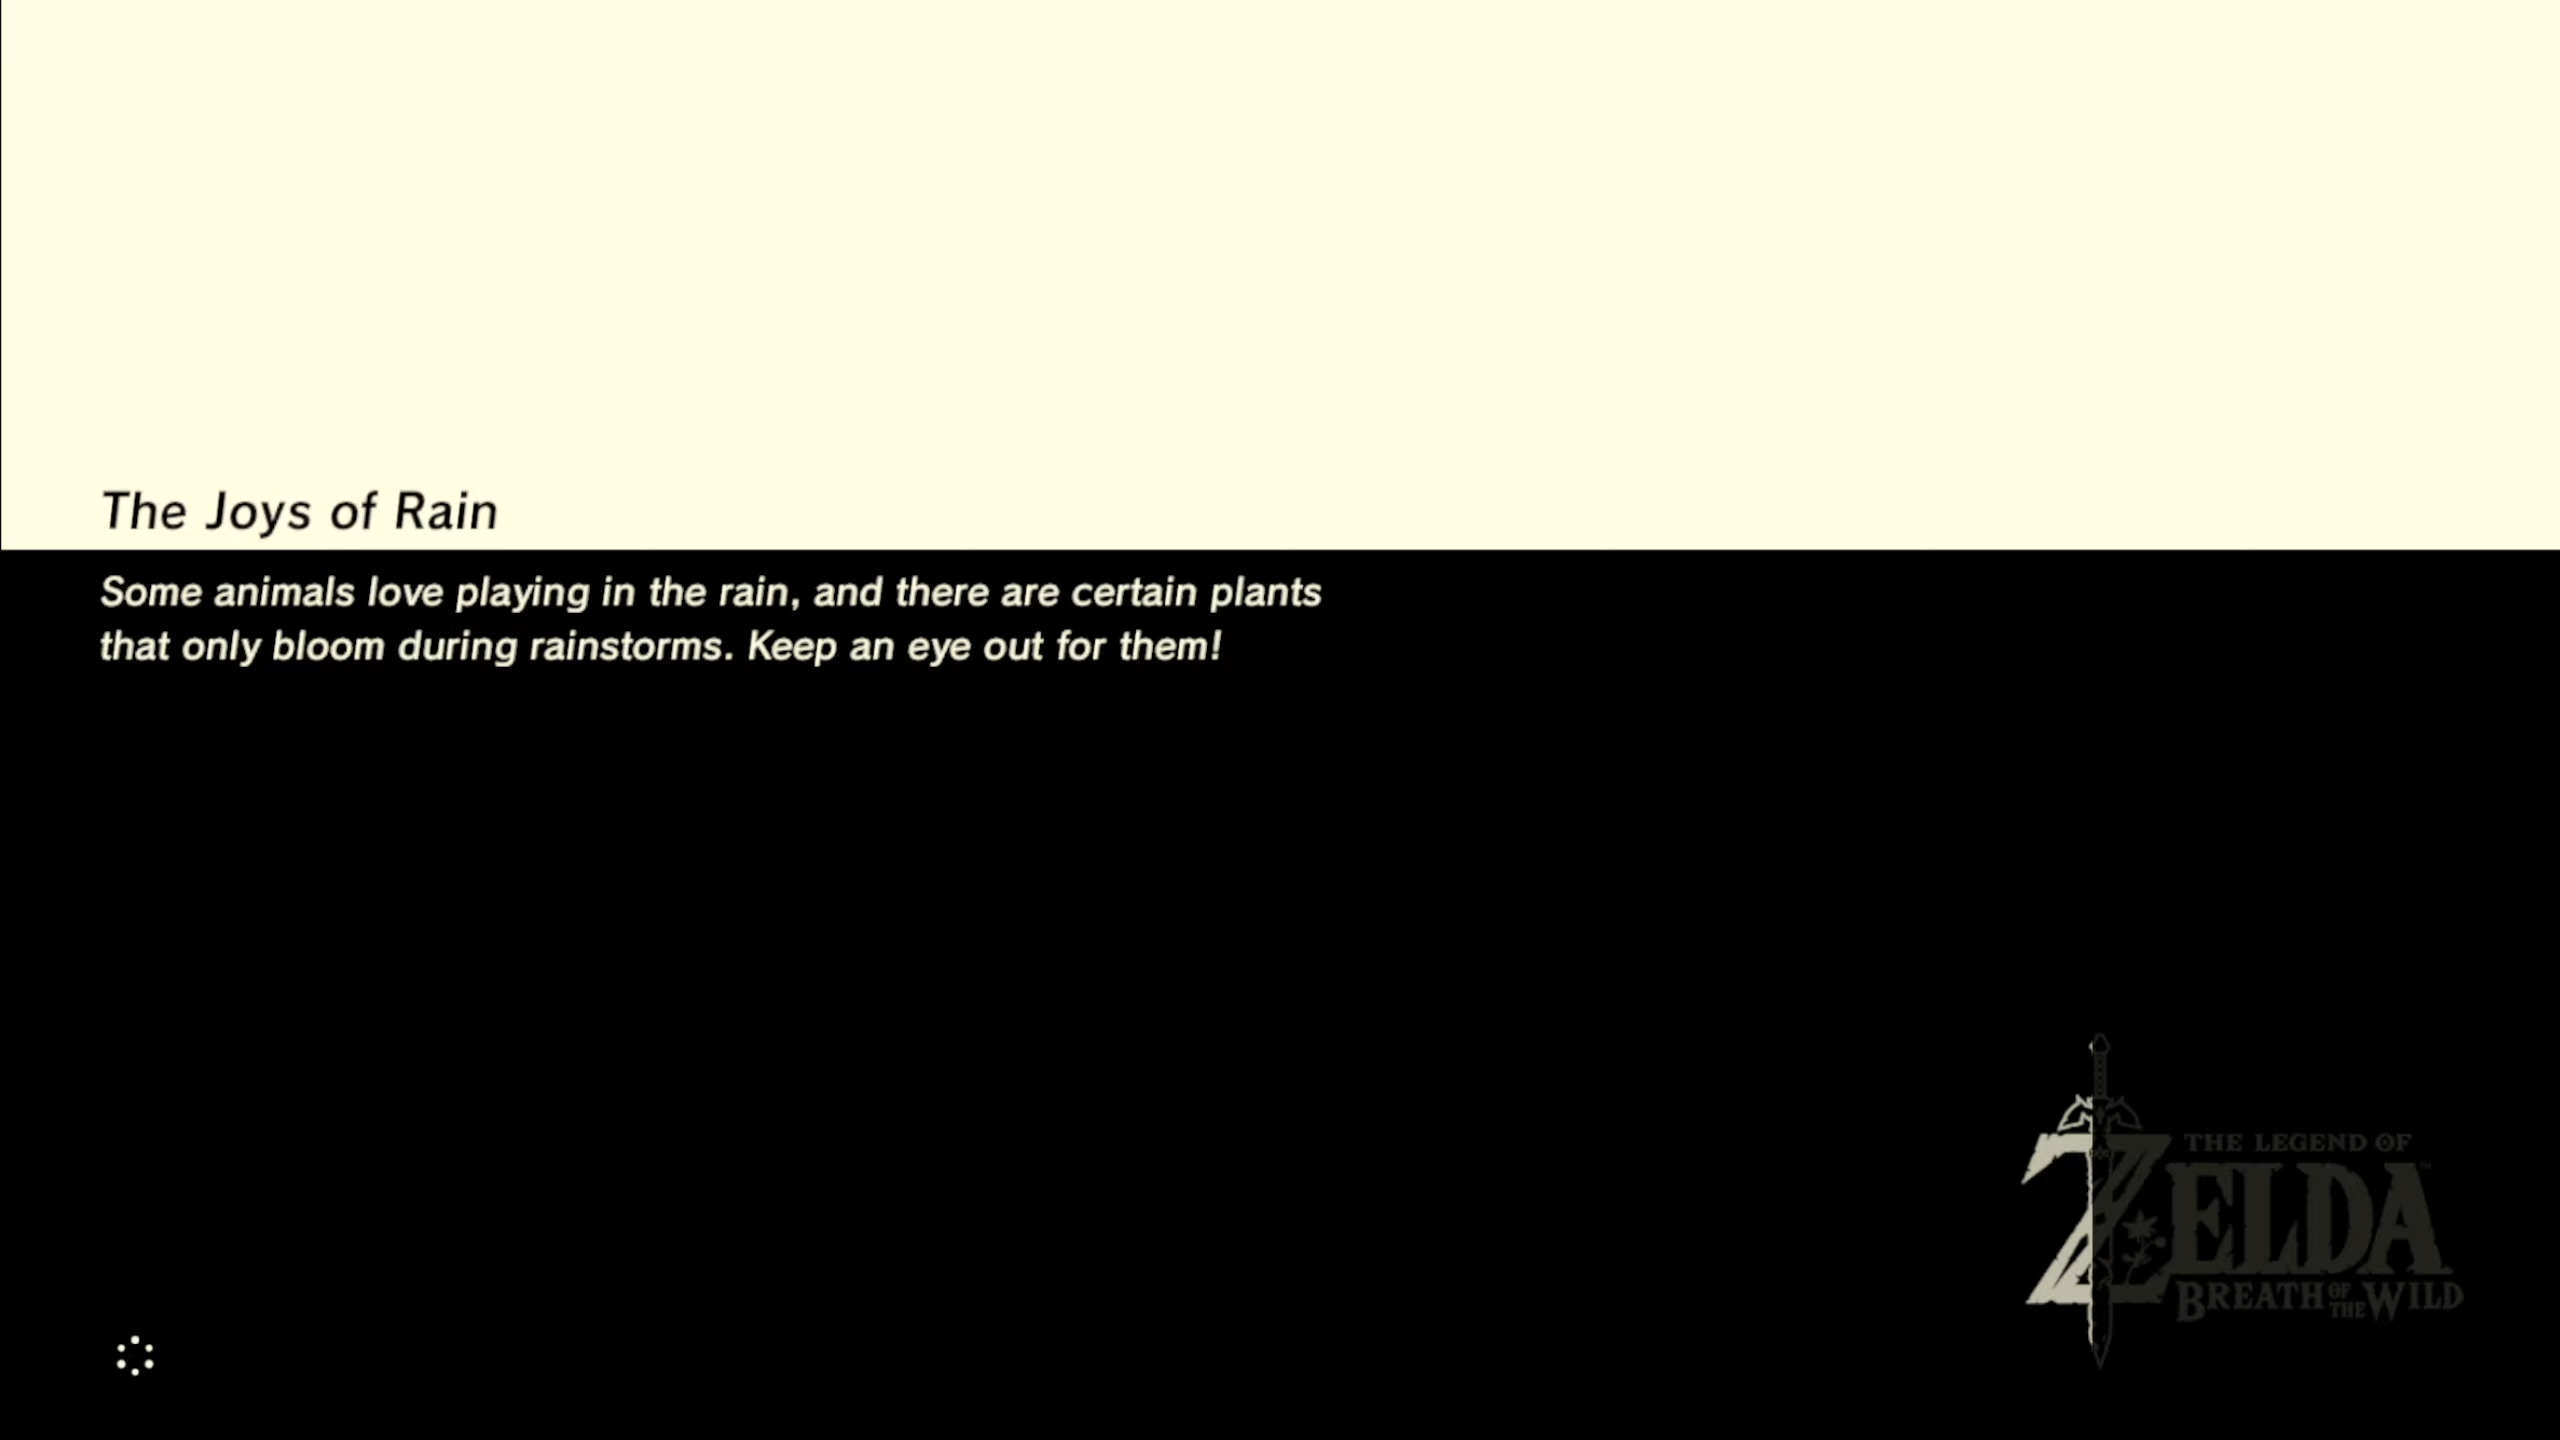 The Joys of Rain
Some animals love playing in the rain, and there are certain plants
that only bloom during rainstorms. Keep an eye out for them!
THE LEGEND OF
ZELDA
BREATH OF THE WILD